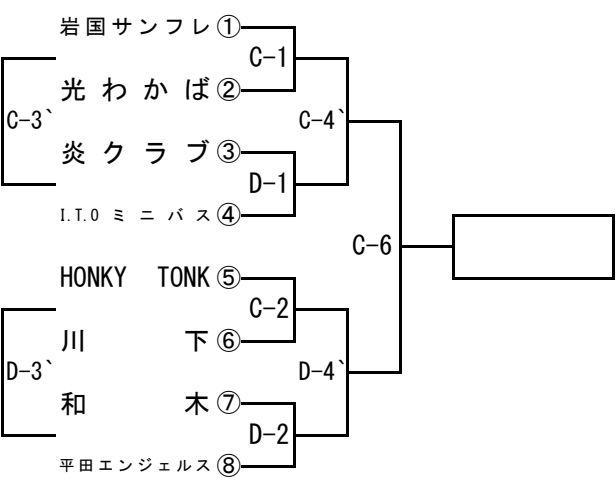 岩国サンフレ①
C-1
光わかば②
C-3`
C-4`
炎クラブ③
D-1
I.T.O ミニバス④
C-6
HONKY TONK⑤
C-2
川下⑥
D-3`
D-4`
和木⑦
D-2
平田エンジェルス⑧